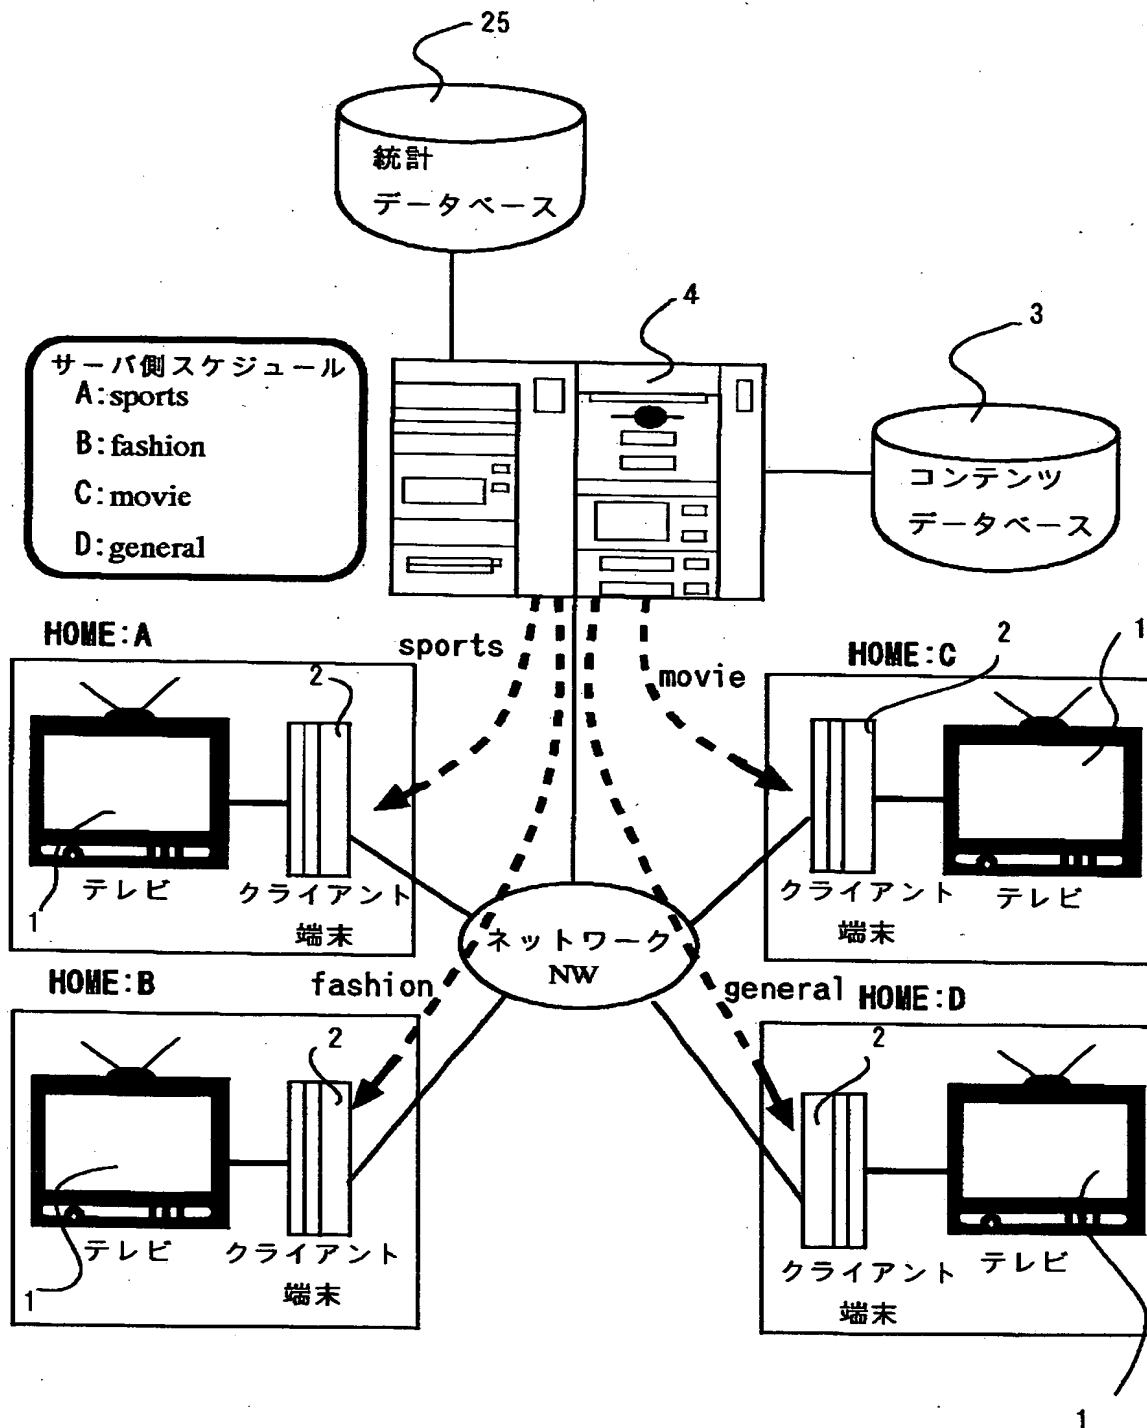 25
統計
データベース
4
3
サーバ側スケジュール
A:sports
B:fashion
C:movie
D:general
コンテンツ
データベース
HOME:A
sports
movie
HOME:C
2
1
2
テレビ
クライアント
端末
1
クライアント
端末
テレビ
ネットワーク
NW
HOME:B
fashion
general
HOME:D
2
2
テレビ
クライアント
端末
1
クライアント
端末
テレビ
1